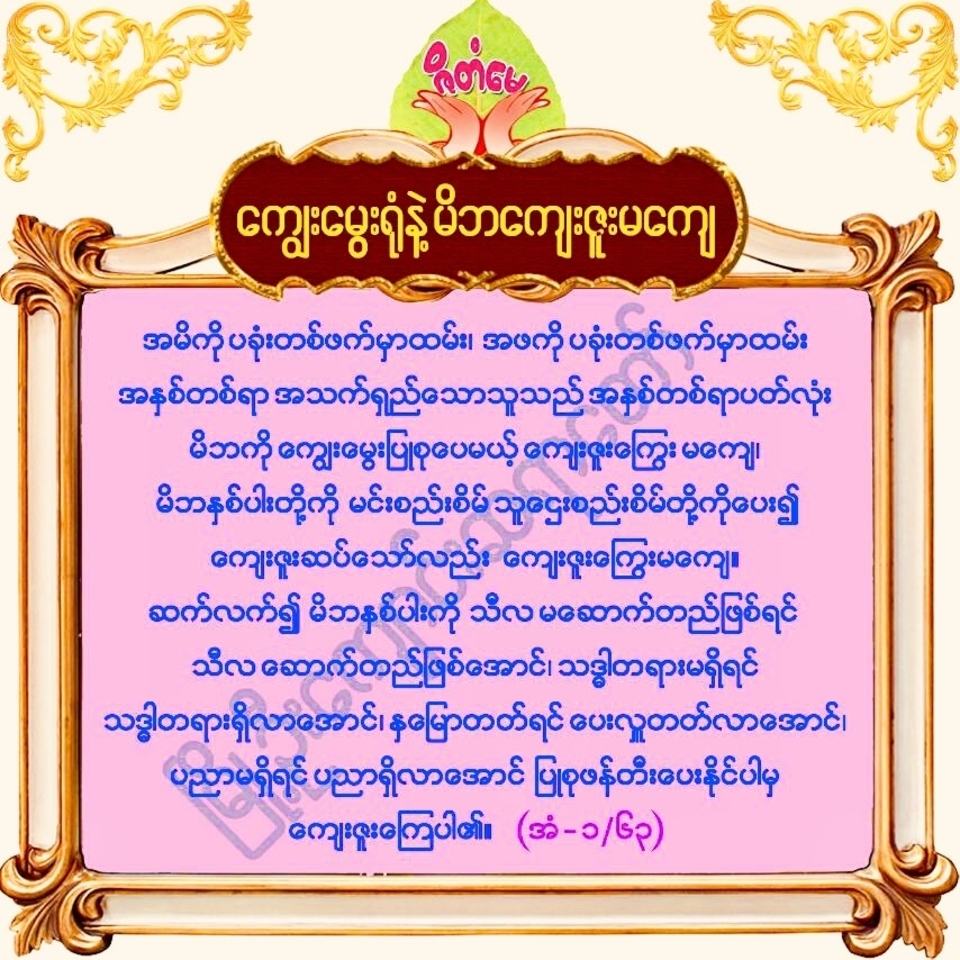 ဇီတံမေ
ကျွေးမွေးရုံနဲ့ မိဘကျေးဇူးမကျေ
အမိကို ပခုံးတစ်ဖက်မှာထမ်း၊ အဖကို ပခုံးတစ်ဖက်မှာထမ်း
အနှစ်တစ်ရာ အသက်ရှည်သောသူသည် အနှစ်တစ်ရာပတ်လုံး
မိဘကို ကျွေးမွေးပြုစုပေမယ့် ကျေးဇူးကြွေး မကျေ၊
မိဘနှစ်ပါးတို့ကို မင်းစည်းစိမ် သူဌေးစည်းစိမ်တို့ကိုပေး၍
ကျေးဇူးဆပ်သော်လည်း ကျေးဇူးကြွေးမကျေ။
ဆက်လက်၍ မိဘနှစ်ပါးကို သီလ မဆောက်တည်ဖြစ်ရင်
သီလ ဆောက်တည်ဖြစ်အောင်၊ သဒ္ဓါတရားမရှိရင်
သဒ္ဓါတရားရှိလာအောင်၊ နှမြောတတ်ရင် ပေးလှူတတ်လာအောင်၊
ပညာမရှိရင် ပညာရှိလာအောင် ပြုစုဖန်တီးပေးနိုင်ပါမှ
ကျေးဇူးကြေပါ၏။ (အံ - ၁/၆၃)
မြို့ဦးကျောင်းဆရာတော်